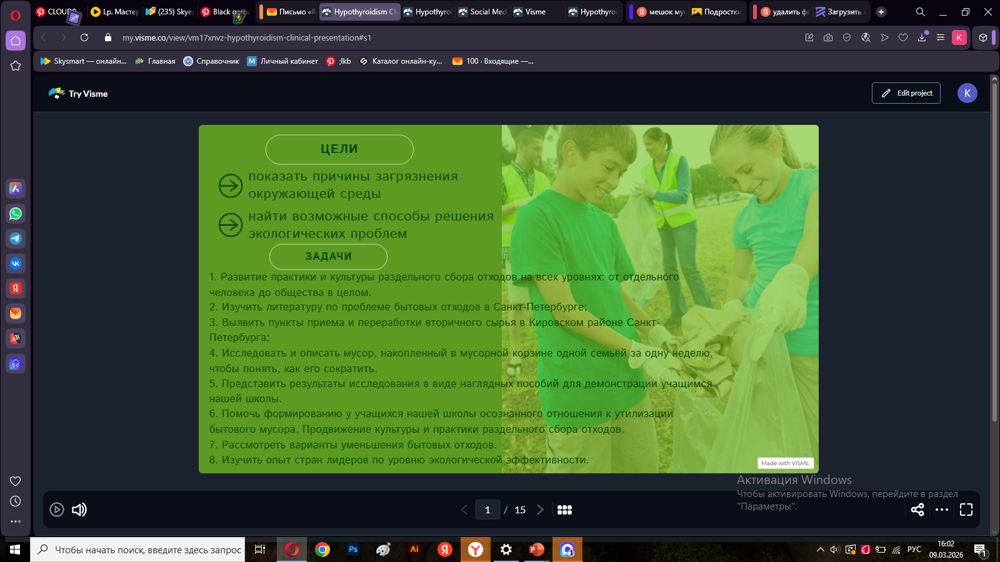 CLOUD
Lp. Мастер
(235) Skyer
Black garba
Письмо «R
Hypothyroidism Cl
Hypothyroi
Social Med
Visme
Hypothyroi
мешок мус
Подростки
удалить фо
Загрузить
my.visme.co/view/vm17xnvz-hypothyroidism-clinical-presentation#s1
K
Skysmart — онлайн...
Главная
Справочник
Личный кабинет
;lkb
Каталог онлайн-ку...
100 · Входящие —...
Try Visme
Edit project
K
ЦЕЛИ
показать причины загрязнения
окружающей среды
найти возможные способы решения
экологических проблем
ЗАДАЧИ
1. Развитие практики и культуры раздельного сбора отходов на всех уровнях: от отдельного
человека до общества в целом.
2. Изучить литературу по проблеме бытовых отходов в Санкт-Петербурге;
3. Выявить пункты приема и переработки вторичного сырья в Кировском районе Санкт-
Петербурга;
4. Исследовать и описать мусор, накопленный в мусорной корзине одной семьёй за одну неделю,
чтобы понять, как его сократить.
5. Представить результаты исследования в виде наглядных пособий для демонстрации учащимся
нашей школы.
6. Помочь формированию у учащихся нашей школы осознанного отношения к утилизации
бытового мусора. Продвижение культуры и практики раздельного сбора отходов.
7. Рассмотреть варианты уменьшения бытовых отходов.
8. Изучить опыт стран лидеров по уровню экологической эффективности.
Made with VISME
Активация Windows
Чтобы активировать Windows, перейдите в раздел
"Параметры".
1 / 15
Чтобы начать поиск, введите здесь запрос
Ps
Ai
РУС
16:02
09.03.2026
1